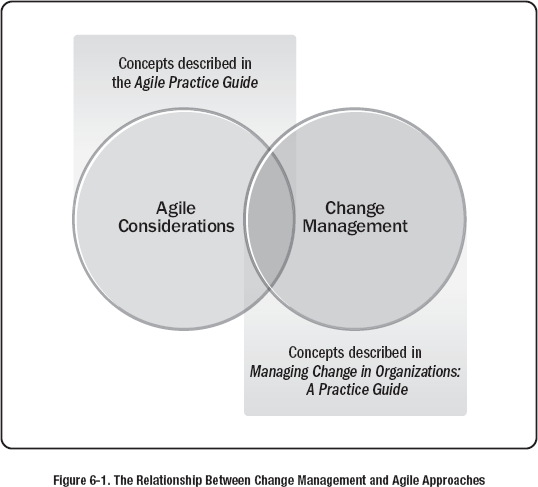 Concepts described in
the Agile Practice Guide
Agile
Considerations
Change
Management
Concepts described in
Managing Change in Organizations:
A Practice Guide
Figure 6-1. The Relationship Between Change Management and Agile Approaches